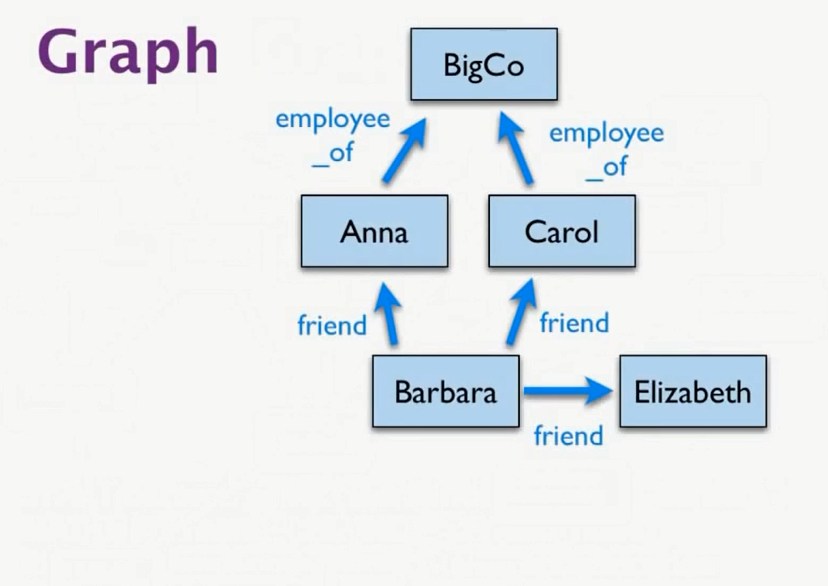 Graph
BigCo
employee
_of
employee
_of
Anna
Carol
friend
friend
Barbara
Elizabeth
friend